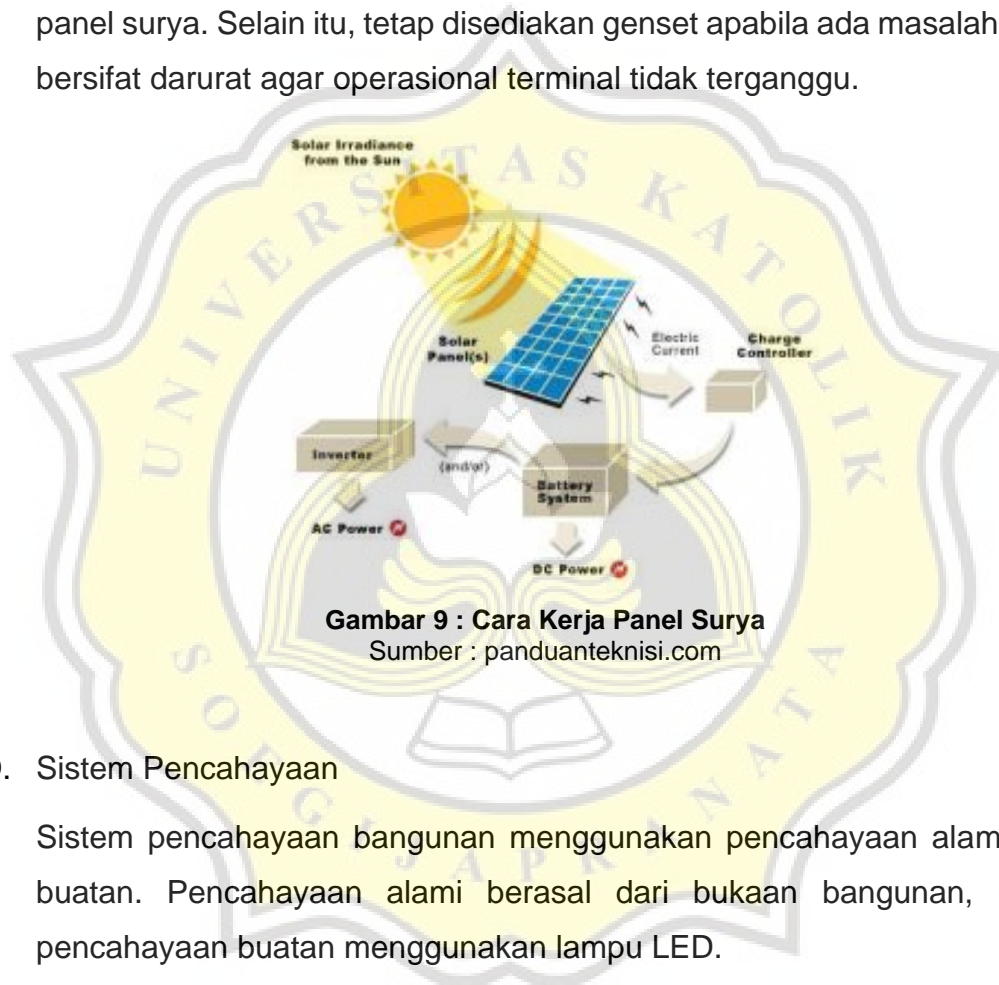 panel surya. Selain itu, tetap disediakan genset apabila ada masalah
bersifat darurat agar operasional terminal tidak terganggu.
Solar Irradiance
from the Sun
Solar
Panel(s)
Electric
Current
Charge
Controller
Inverter
(and/or)
Battery
System
AC Power
DC Power
Gambar 9 : Cara Kerja Panel Surya
Sumber : panduanteknisi.com
. Sistem Pencahayaan
Sistem pencahayaan bangunan menggunakan pencahayaan alam
buatan. Pencahayaan alami berasal dari bukaan bangunan,
pencahayaan buatan menggunakan lampu LED.
UNIVERSITAS KATOLIK
SOEGIJAPRANATA